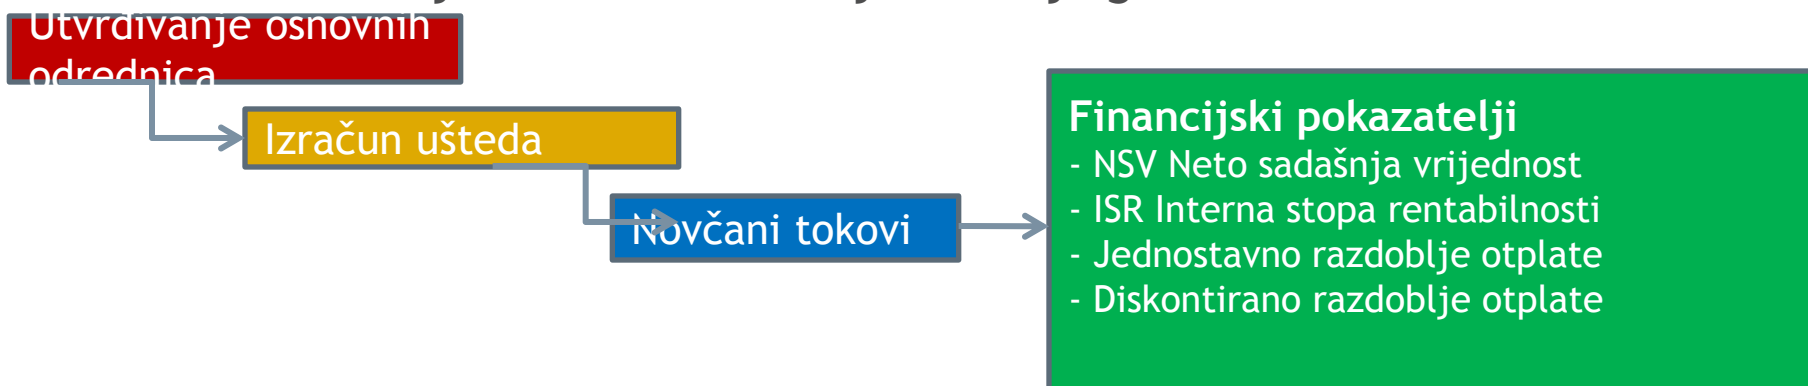 Utvrđivanje osnovnih
odrednica
Izračun ušteda
Novčani tokovi
Financijski pokazatelji
- NSV Neto sadašnja vrijednost
- ISR Interna stopa rentabilnosti
- Jednostavno razdoblje otplate
- Diskontirano razdoblje otplate